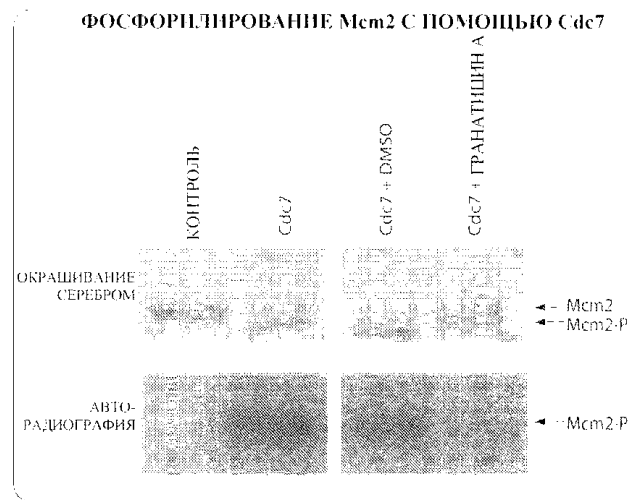 ФОСФОРИЛИРОВАНИЕ Mcm2 С ПОМОЩЬЮ Cdc7
КОНТРОЛЬ
Cdc7
Cdc7 + DMSO
Cdc7 + ГРАНАТИЦИН А
ОКРАШИВАНИЕ
СЕРЕБРОМ
Mcm2
Mcm2-P
АВТО-
РАДИОГРАФИЯ
Mcm2-P